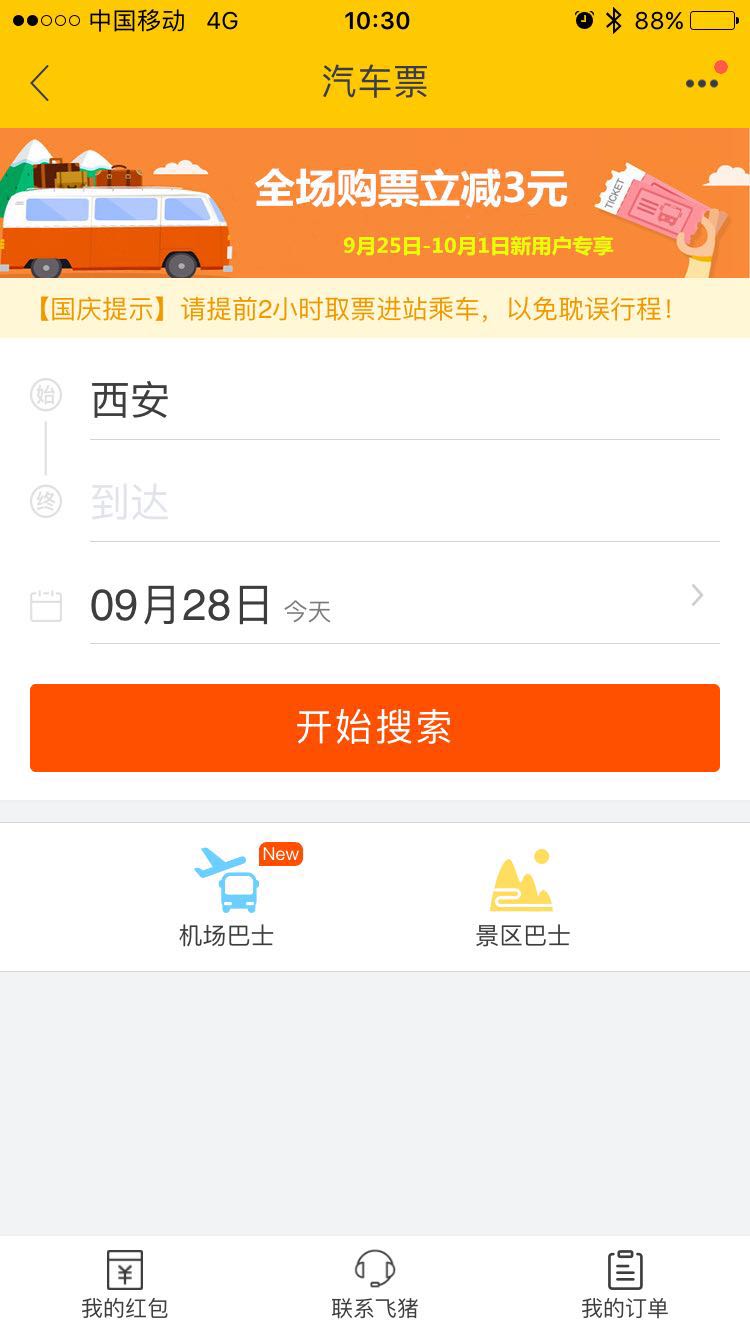 中国移动 4G 10:30 88%
汽车票
全场购票立减3元
TICKET
9月25日-10月1日新用户专享
【国庆提示】请提前2小时取票进站乘车，以免耽误行程！
始 西安
终 到达
09月28日 今天
开始搜索
New
机场巴士 景区巴士
我的红包 联系飞猪 我的订单